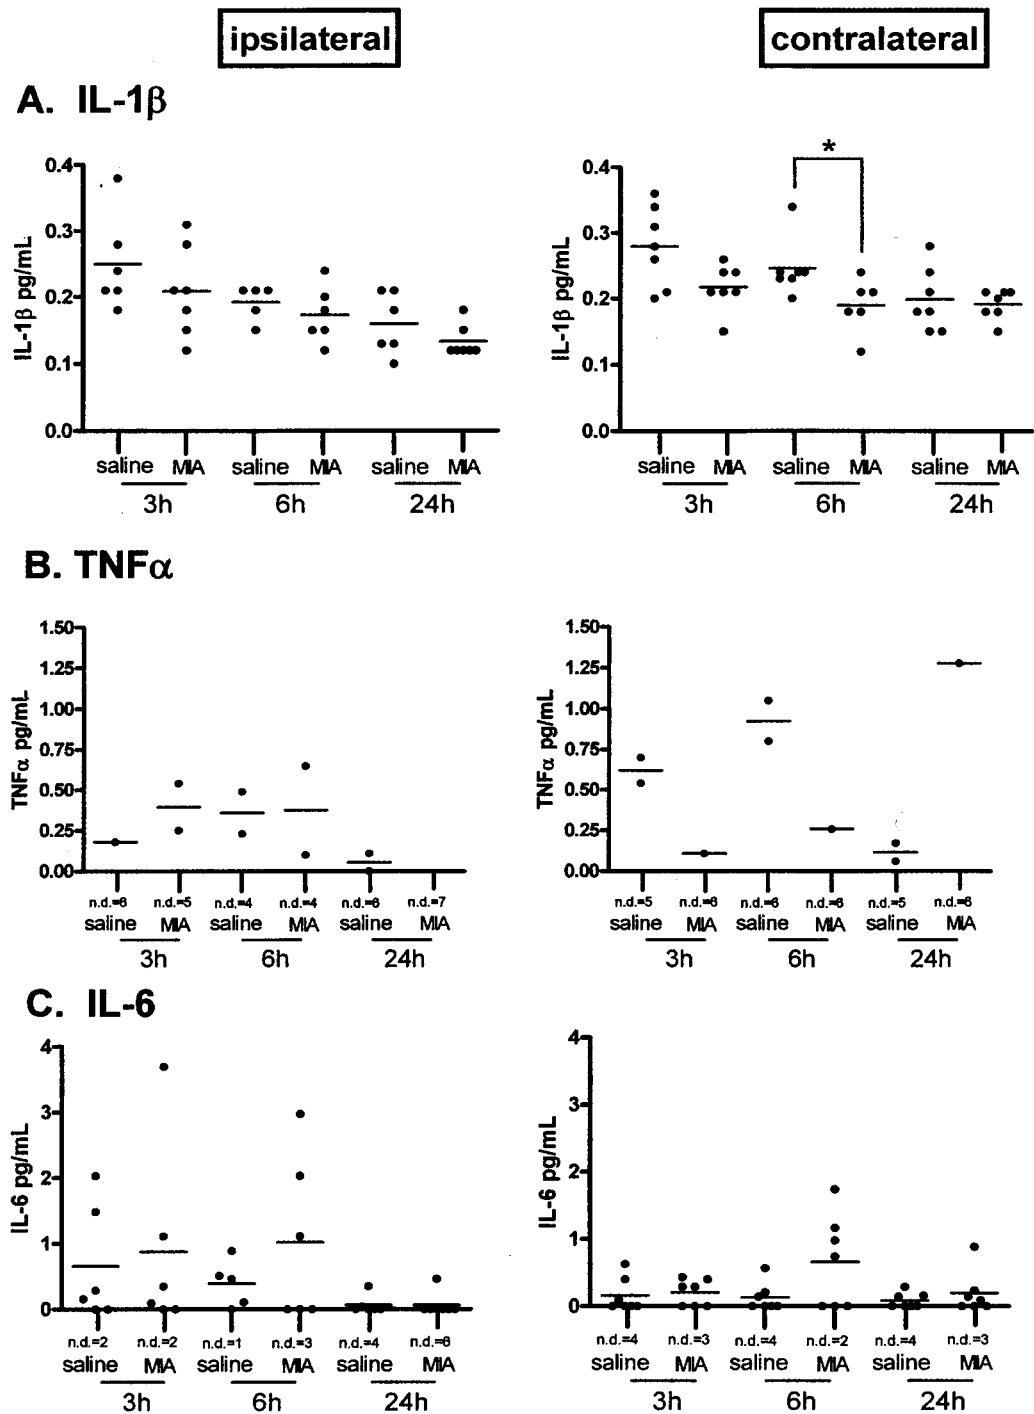 ipsilateral contralateral
A. IL-1β
0.4 0.4
0.3 0.3
0.2 0.2
0.1 0.1
0.0 0.0
IL-1β pg/mL IL-1β pg/mL
*
saline MIA saline MIA saline MIA saline MIA saline MIA saline MIA
3h 6h 24h 3h 6h 24h
B. TNFα
1.50 1.50
1.25 1.25
1.00 1.00
0.75 0.75
0.50 0.50
0.25 0.25
0.00 0.00
TNFα pg/mL TNFα pg/mL
n.d.=6 n.d.=5 n.d.=4 n.d.=4 n.d.=6 n.d.=7 n.d.=5 n.d.=6 n.d.=6 n.d.=6 n.d.=5 n.d.=6
saline MIA saline MIA saline MIA saline MIA saline MIA saline MIA
3h 6h 24h 3h 6h 24h
C. IL-6
4 4
3 3
2 2
1 1
0 0
IL-6 pg/mL IL-6 pg/mL
n.d.=2 n.d.=2 n.d.=1 n.d.=3 n.d.=4 n.d.=6 n.d.=4 n.d.=3 n.d.=4 n.d.=2 n.d.=4 n.d.=3
saline MIA saline MIA saline MIA saline MIA saline MIA saline MIA
3h 6h 24h 3h 6h 24h